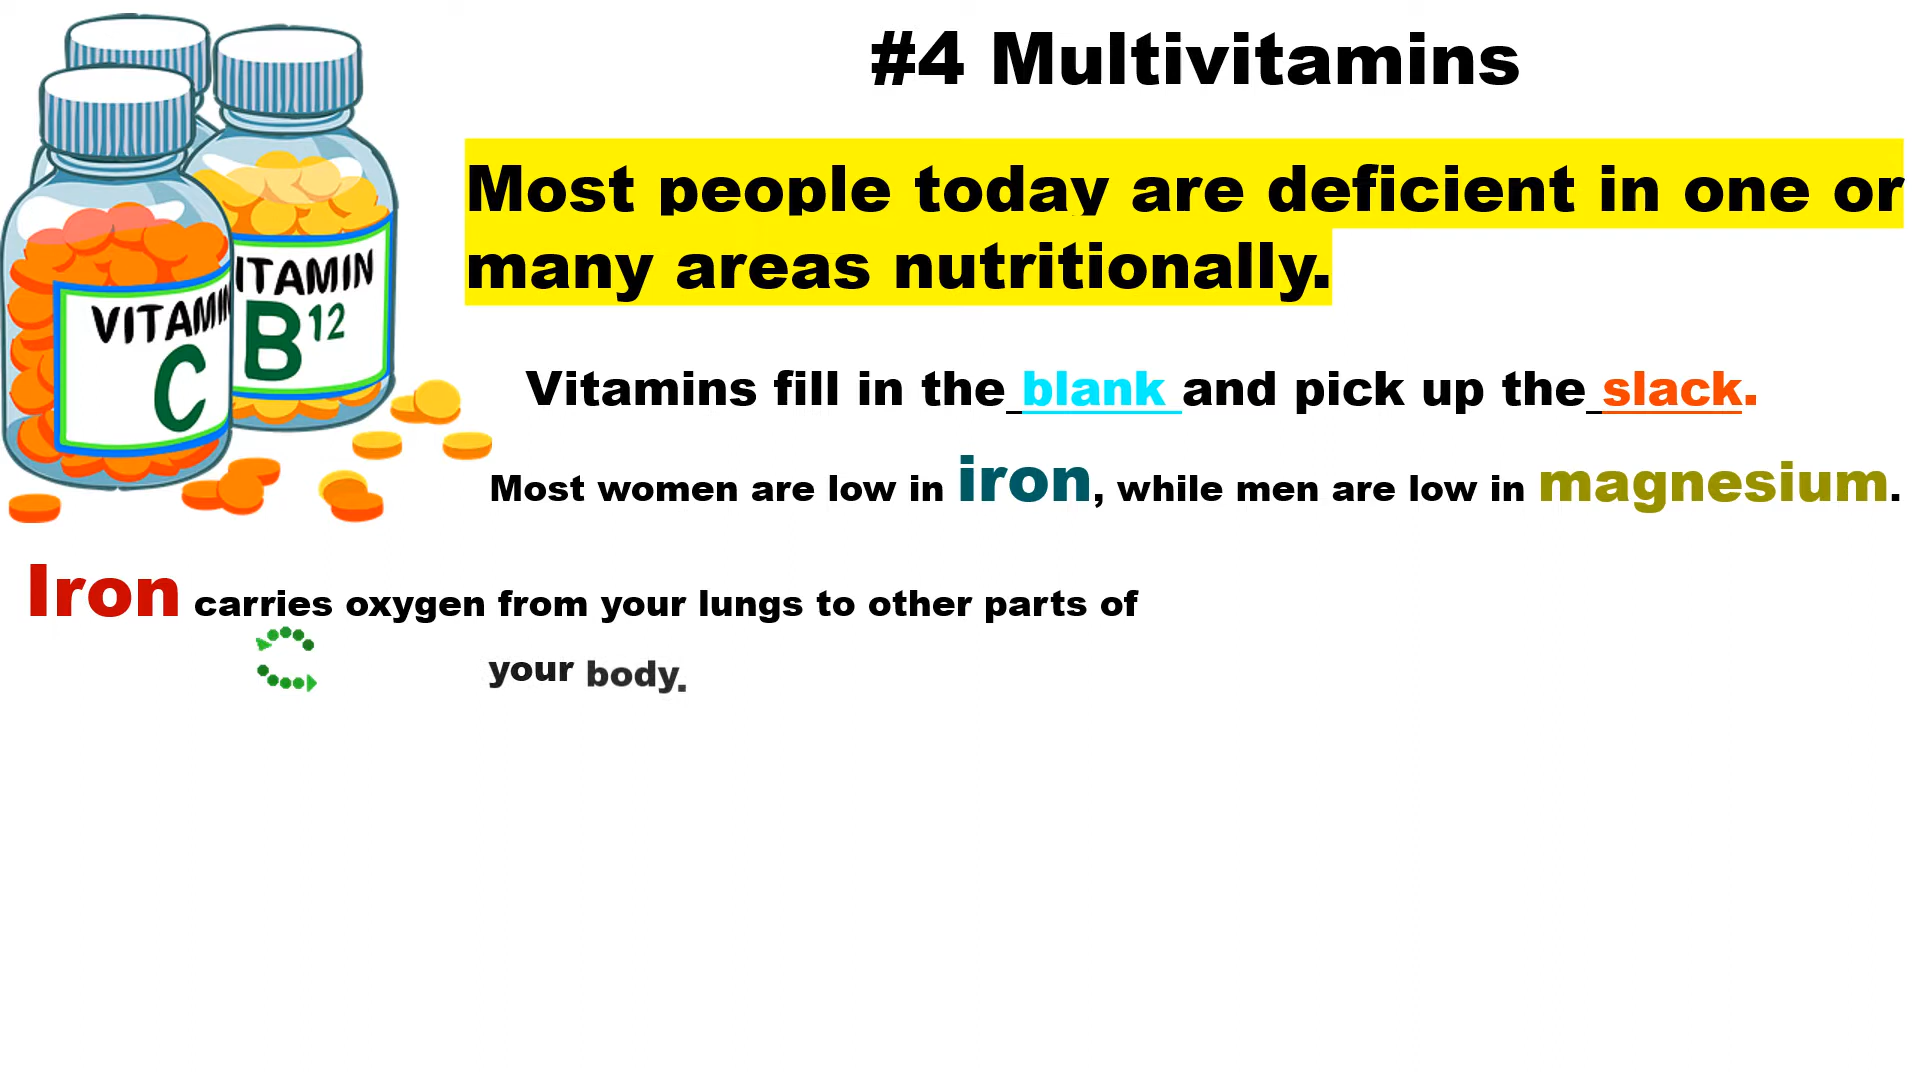 #4 Multivitamins
Most people today are deficient in one or
many areas nutritionally.
Vitamins fill in the blank and pick up the slack.
Most women are low in iron, while men are low in magnesium.
Iron carries oxygen from your lungs to other parts of
your body.
VITAMIN
C
ITAMIN
B12